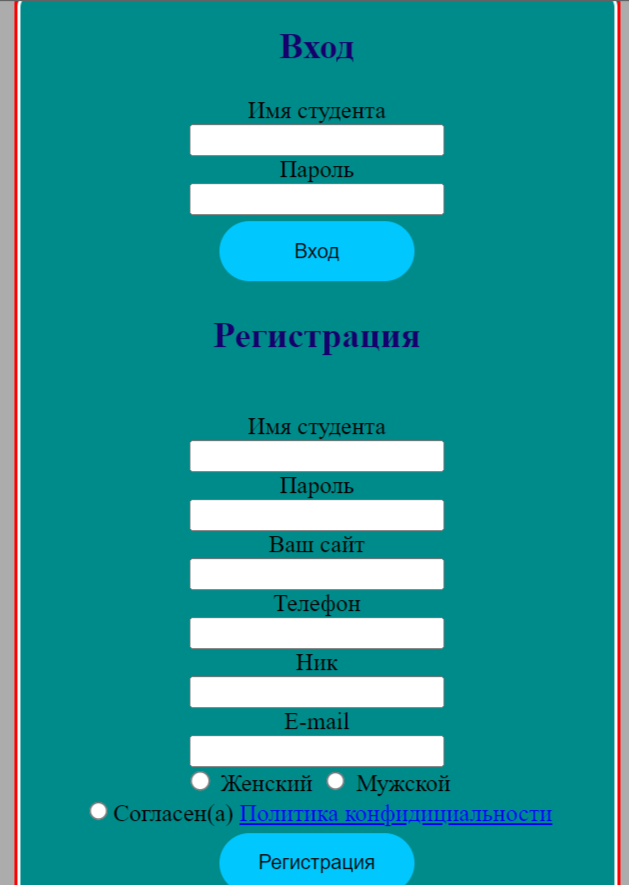 Вход
Имя студента
Пароль
Вход
Регистрация
Имя студента
Пароль
Ваш сайт
Телефон
Ник
E-mail
Женский Мужской
Согласен(а) Политика конфидициальности
Регистрация